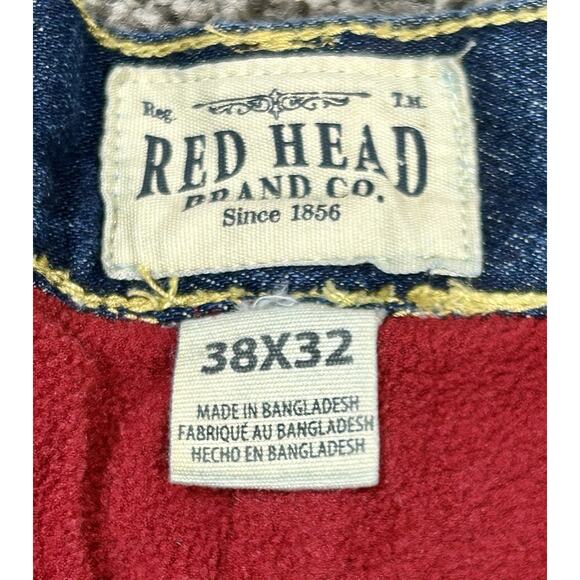 Reg. T.M.
RED HEAD
BRAND CO.
Since 1856
38X32
MADE IN BANGLADESH
FABRIQUÉ AU BANGLADESH
HECHO EN BANGLADESH